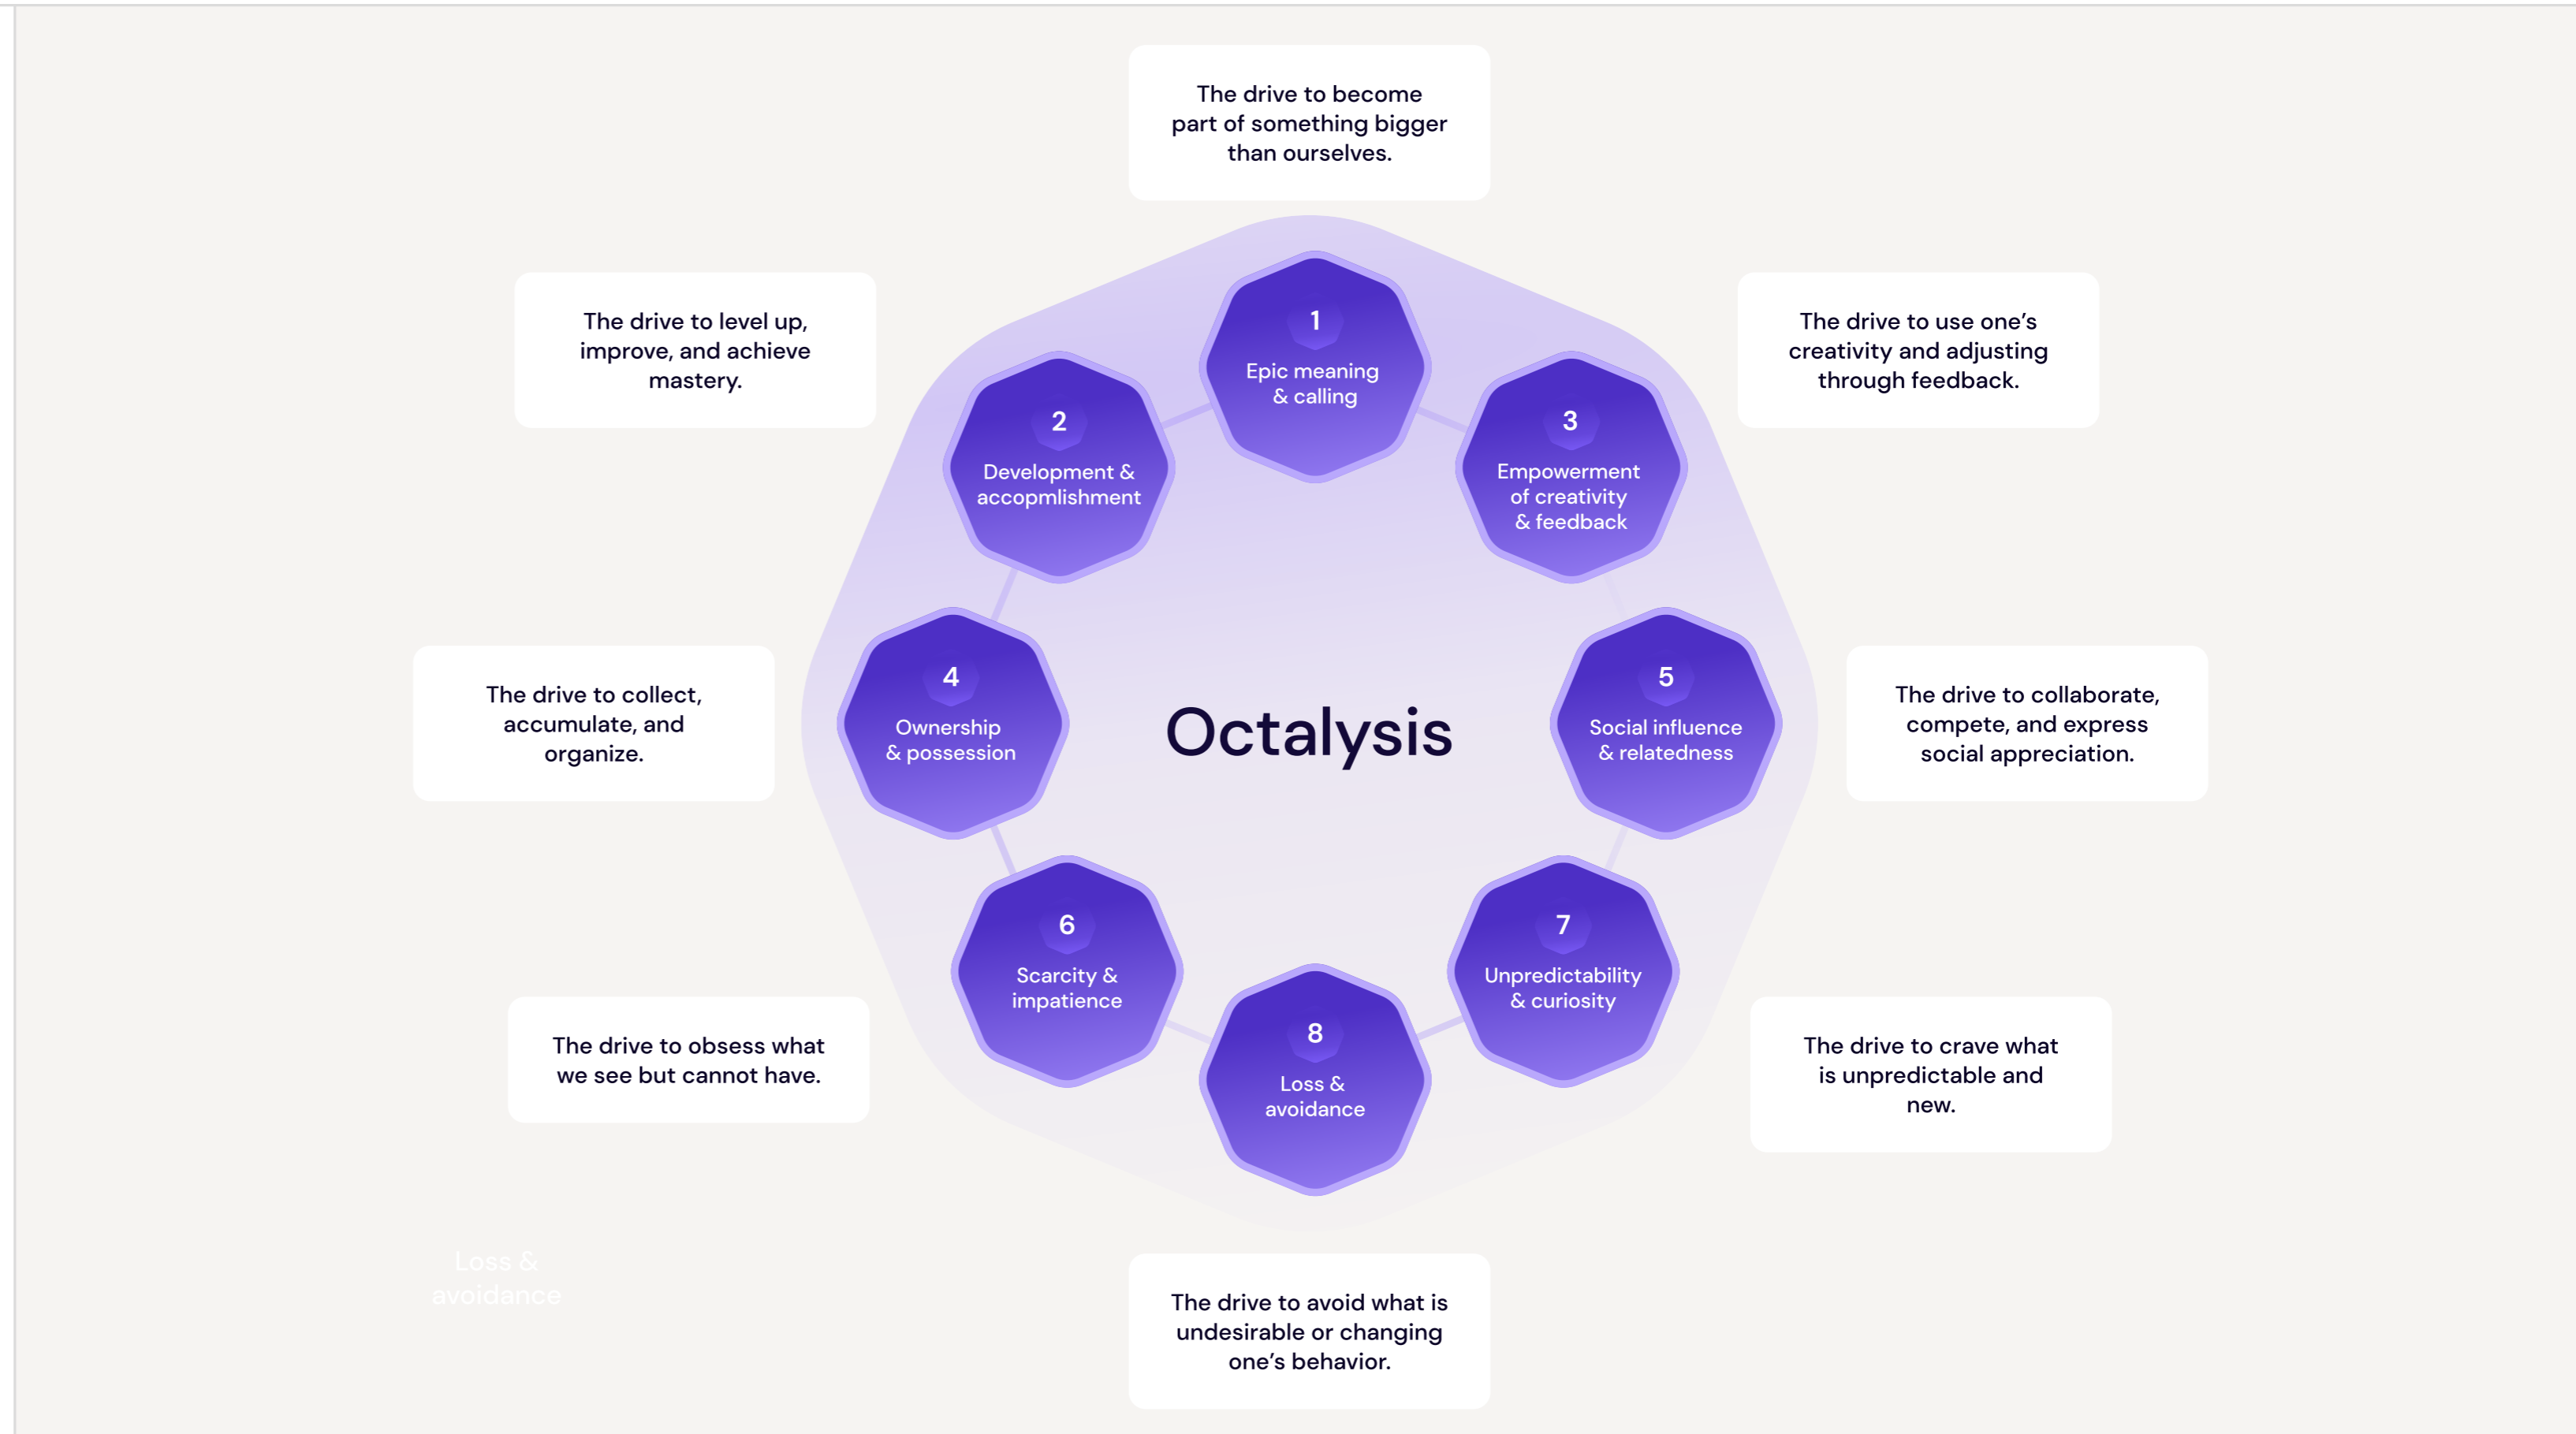 The drive to become
part of something bigger
than ourselves.
The drive to level up,
improve, and achieve
mastery.
The drive to use one’s
creativity and adjusting
through feedback.
1
Epic meaning
& calling
2
Development &
accopmlishment
3
Empowerment
of creativity
& feedback
The drive to collect,
accumulate, and
organize.
4
Ownership
& possession
Octalysis
5
Social influence
& relatedness
The drive to collaborate,
compete, and express
social appreciation.
6
Scarcity &
impatience
7
Unpredictability
& curiosity
The drive to obsess what
we see but cannot have.
8
Loss &
avoidance
The drive to crave what
is unpredictable and
new.
Loss &
avoidance
The drive to avoid what is
undesirable or changing
one’s behavior.